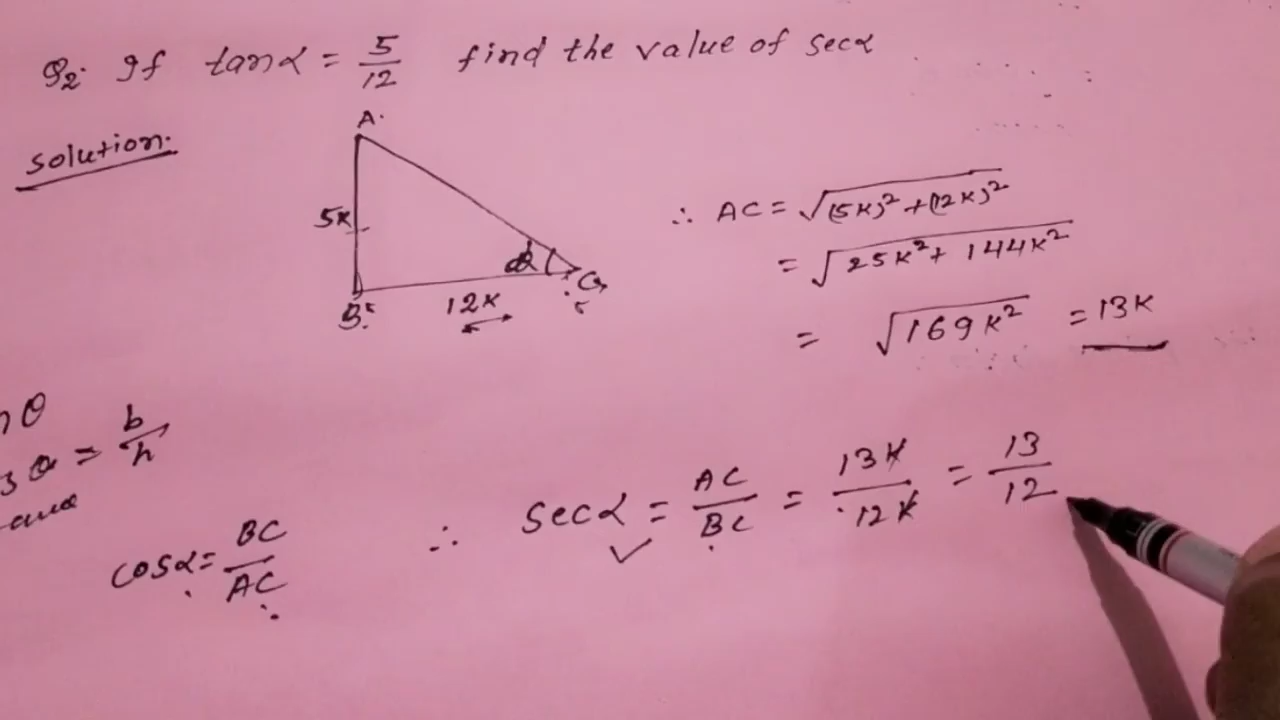 Q2. If tanα = 5/12 find the value of secα
Solution.
A.
5K
B.
12K
α
C
∴ AC = √(5K)² + (12K)²
= √25K² + 144K²
= √169K² = 13K
θ
= b/h
cosα = BC/AC
∴ Secα = AC/BC = 13K/12K = 13/12